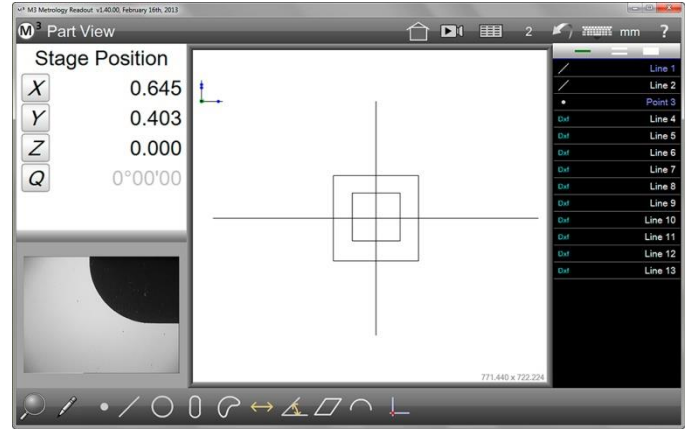 M3 Metrology Readout v1.40.00, February 16th, 2013
M3 Part View
2
mm
?
Stage Position
X 0.645
Y 0.403
Z 0.000
Q 0°00'00
771.440 x 722.224
Line 1
Line 2
Point 3
Dxf Line 4
Dxf Line 5
Dxf Line 6
Dxf Line 7
Dxf Line 8
Dxf Line 9
Dxf Line 10
Dxf Line 11
Dxf Line 12
Dxf Line 13